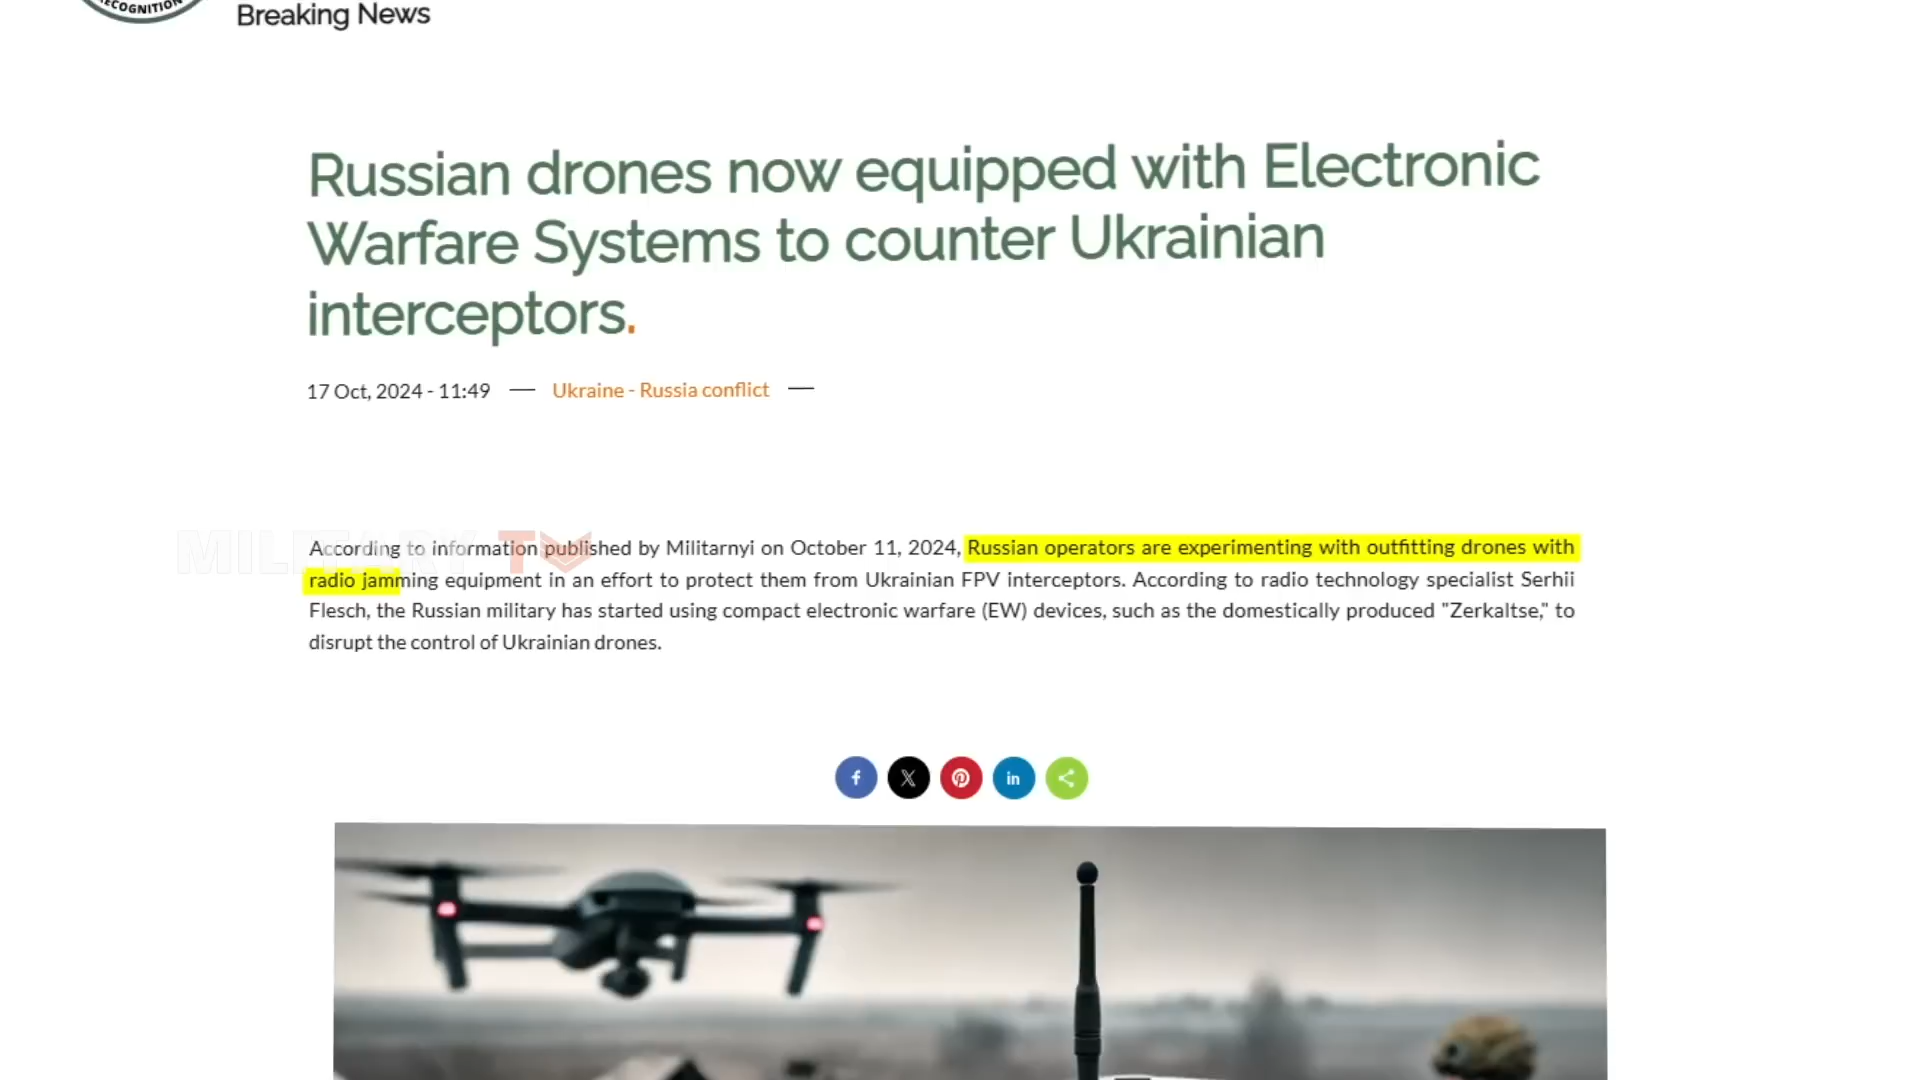 RECOGNITION
Breaking News
Russian drones now equipped with Electronic
Warfare Systems to counter Ukrainian
interceptors.
17 Oct, 2024 - 11:49 — Ukraine - Russia conflict —
MILITARY TV
According to information published by Militarnyi on October 11, 2024, Russian operators are experimenting with outfitting drones with
radio jamming equipment in an effort to protect them from Ukrainian FPV interceptors. According to radio technology specialist Serhii
Flesch, the Russian military has started using compact electronic warfare (EW) devices, such as the domestically produced "Zerkaltse," to
disrupt the control of Ukrainian drones.